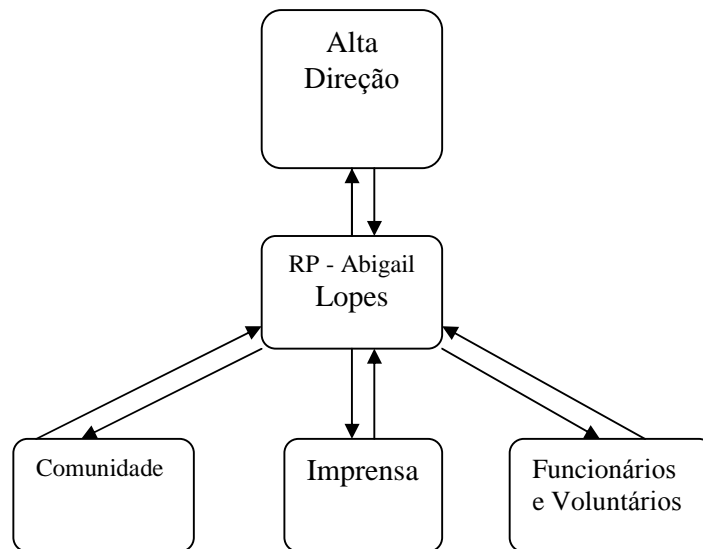 Alta
Direção
RP - Abigail
Lopes
Comunidade
Imprensa
Funcionários
e Voluntários